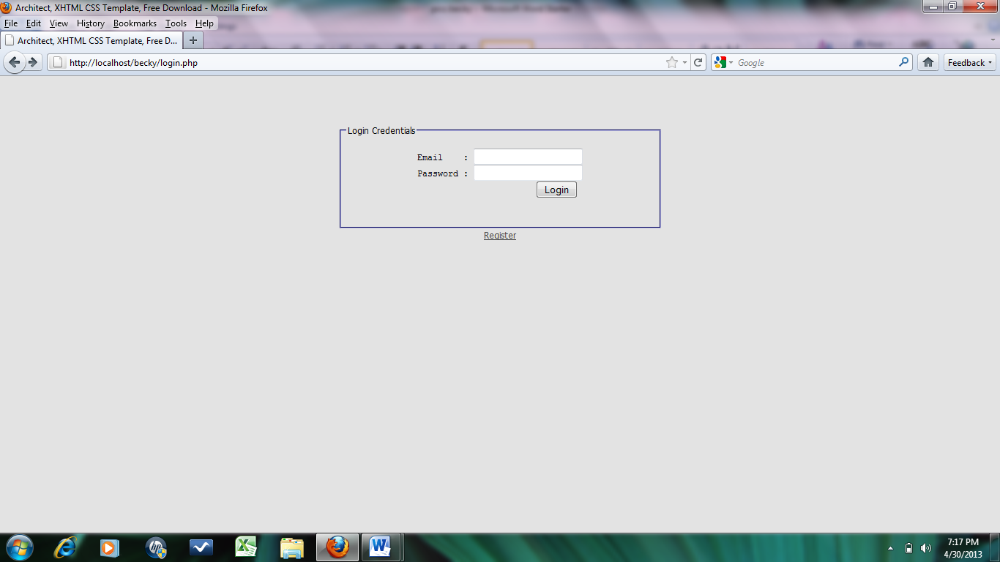 Architect, XHTML CSS Template, Free Download - Mozilla Firefox
File Edit View History Bookmarks Tools Help
Architect, XHTML CSS Template, Free D...
http://localhost/becky/login.php
Google
Feedback
Login Credentials
Email :
Password :
Login
Register
7:17 PM
4/30/2013